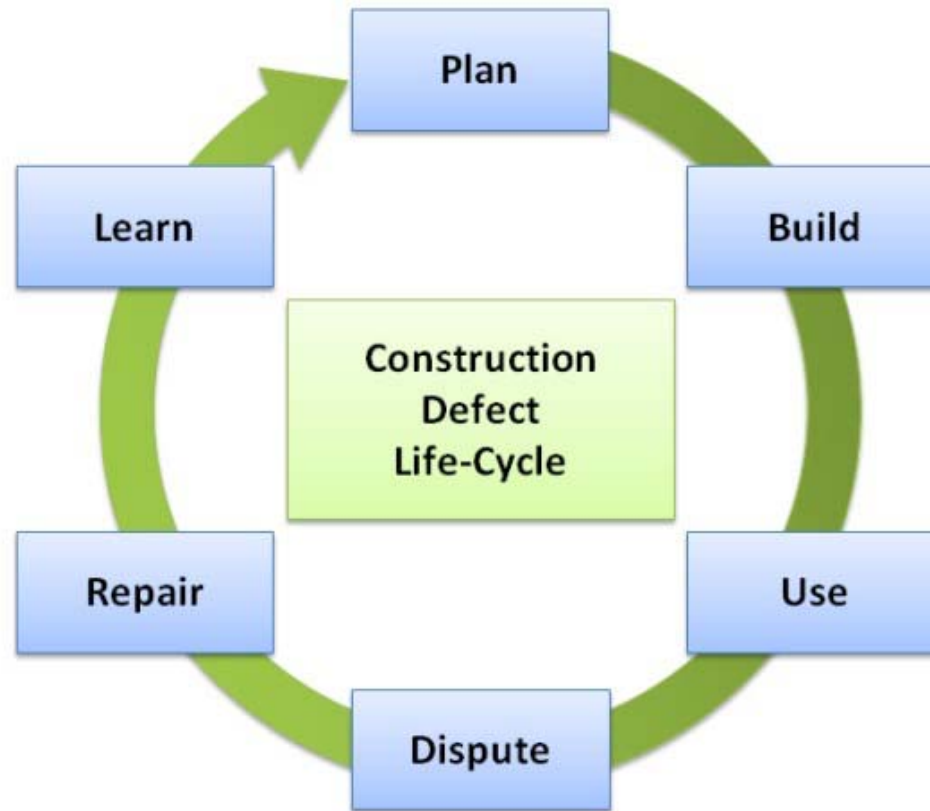 Plan
Build
Use
Dispute
Repair
Learn
Construction
Defect
Life-Cycle